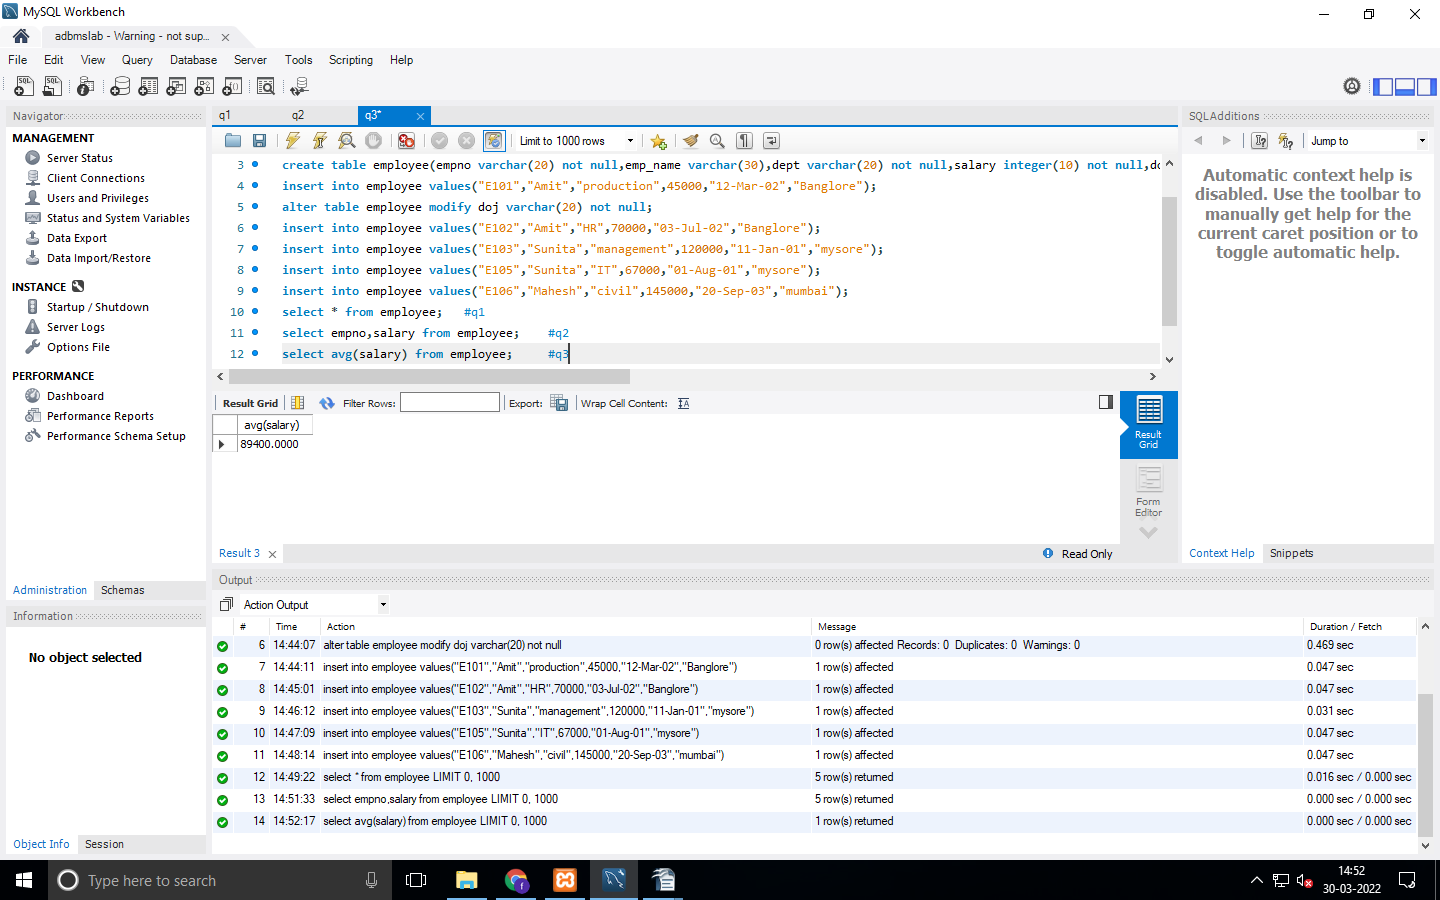 MySQL Workbench
adbmslab - Warning - not sup...
File Edit View Query Database Server Tools Scripting Help
Navigator
MANAGEMENT
Server Status
Client Connections
Users and Privileges
Status and System Variables
Data Export
Data Import/Restore
INSTANCE
Startup / Shutdown
Server Logs
Options File
PERFORMANCE
Dashboard
Performance Reports
Performance Schema Setup
Administration Schemas
Information
No object selected
Object Info Session
q1 q2 q3*
Limit to 1000 rows
3 create table employee(empno varchar(20) not null,emp_name varchar(30),dept varchar(20) not null,salary integer(10) not null,do
4 insert into employee values("E101","Amit","production",45000,"12-Mar-02","Banglore");
5 alter table employee modify doj varchar(20) not null;
6 insert into employee values("E102","Amit","HR",70000,"03-Jul-02","Banglore");
7 insert into employee values("E103","Sunita","management",120000,"11-Jan-01","mysore");
8 insert into employee values("E105","Sunita","IT",67000,"01-Aug-01","mysore");
9 insert into employee values("E106","Mahesh","civil",145000,"20-Sep-03","mumbai");
10 select * from employee; #q1
11 select empno,salary from employee; #q2
12 select avg(salary) from employee; #q3
Result Grid Filter Rows: Export: Wrap Cell Content:
avg(salary)
89400.0000
Result Grid
Form Editor
Result 3 Read Only
SQLAdditions
Jump to
Automatic context help is
disabled. Use the toolbar to
manually get help for the
current caret position or to
toggle automatic help.
Context Help Snippets
Output
Action Output
# Time Action Message Duration / Fetch
6 14:44:07 alter table employee modify doj varchar(20) not null 0 row(s) affected Records: 0 Duplicates: 0 Warnings: 0 0.469 sec
7 14:44:11 insert into employee values("E101","Amit","production",45000,"12-Mar-02","Banglore") 1 row(s) affected 0.047 sec
8 14:45:01 insert into employee values("E102","Amit","HR",70000,"03-Jul-02","Banglore") 1 row(s) affected 0.047 sec
9 14:46:12 insert into employee values("E103","Sunita","management",120000,"11-Jan-01","mysore") 1 row(s) affected 0.031 sec
10 14:47:09 insert into employee values("E105","Sunita","IT",67000,"01-Aug-01","mysore") 1 row(s) affected 0.047 sec
11 14:48:14 insert into employee values("E106","Mahesh","civil",145000,"20-Sep-03","mumbai") 1 row(s) affected 0.047 sec
12 14:49:22 select * from employee LIMIT 0, 1000 5 row(s) returned 0.016 sec / 0.000 sec
13 14:51:33 select empno,salary from employee LIMIT 0, 1000 5 row(s) returned 0.000 sec / 0.000 sec
14 14:52:17 select avg(salary) from employee LIMIT 0, 1000 1 row(s) returned 0.000 sec / 0.000 sec
Type here to search
14:52
30-03-2022